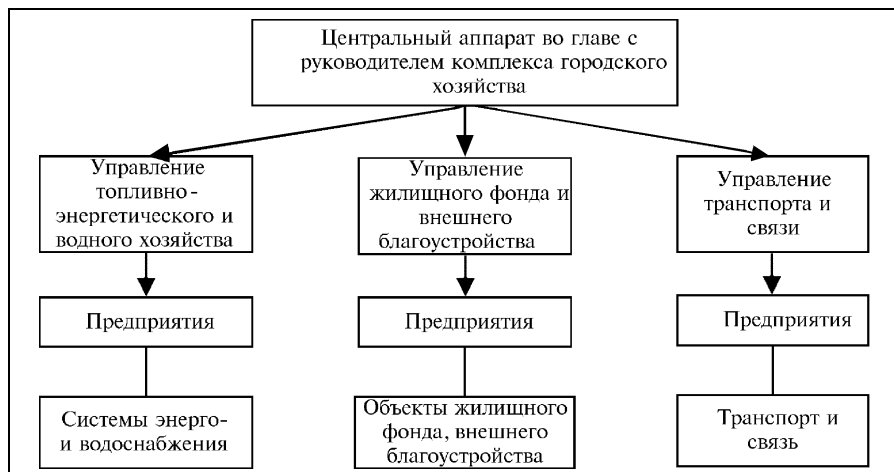 Центральный аппарат во главе с
руководителем комплекса городского
хозяйства
Управление
топливно-
энергетического и
водного хозяйства
Управление
жилищного фонда и
внешнего
благоустройства
Управление
транспорта и
связи
Предприятия
Предприятия
Предприятия
Системы энерго-
и водоснабжения
Объекты жилищного
фонда, внешнего
благоустройства
Транспорт и
связь